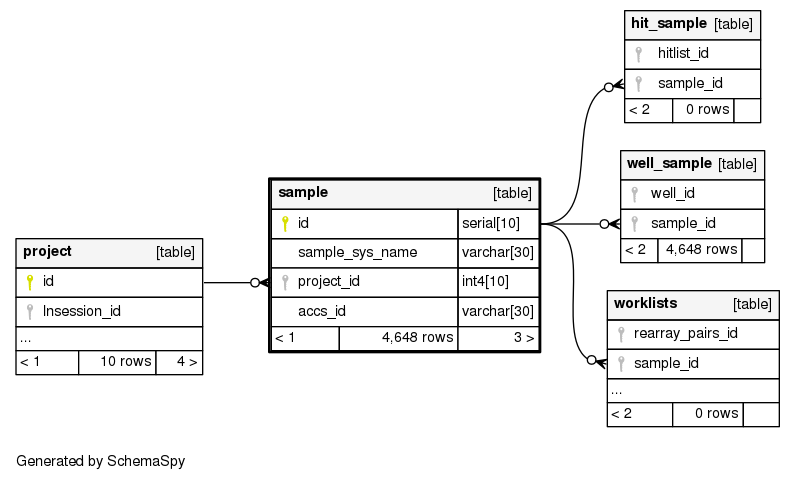 hit_sample [table]
hitlist_id
sample_id
< 2 0 rows
well_sample [table]
well_id
sample_id
< 2 4,648 rows
sample [table]
id serial[10]
sample_sys_name varchar[30]
project_id int4[10]
accs_id varchar[30]
< 1 4,648 rows 3 >
project [table]
id
lnsession_id
...
< 1 10 rows 4 >
worklists [table]
rearray_pairs_id
sample_id
...
< 2 0 rows
Generated by SchemaSpy